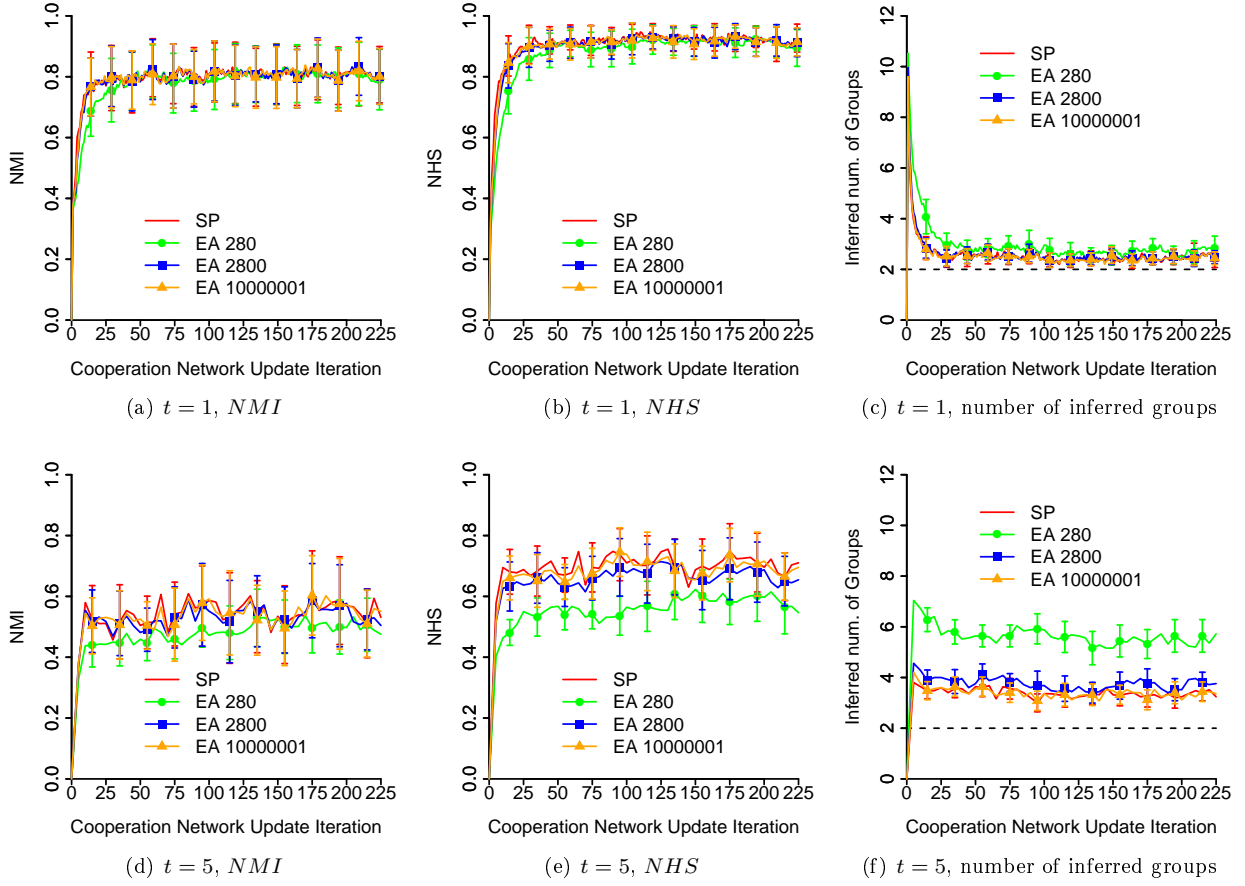 NMI
0.0 0.2 0.4 0.6 0.8 1.0
SP
EA 280
EA 2800
EA 10000001
0 25 50 75 100 125 150 175 200 225
Cooperation Network Update Iteration
(a) t = 1, NMI
NHS
0.0 0.2 0.4 0.6 0.8 1.0
SP
EA 280
EA 2800
EA 10000001
0 25 50 75 100 125 150 175 200 225
Cooperation Network Update Iteration
(b) t = 1, NHS
Inferred num. of Groups
0 2 4 6 8 10 12
SP
EA 280
EA 2800
EA 10000001
0 25 50 75 100 125 150 175 200 225
Cooperation Network Update Iteration
(c) t = 1, number of inferred groups
NMI
0.0 0.2 0.4 0.6 0.8 1.0
SP
EA 280
EA 2800
EA 10000001
0 25 50 75 100 125 150 175 200 225
Cooperation Network Update Iteration
(d) t = 5, NMI
NHS
0.0 0.2 0.4 0.6 0.8 1.0
SP
EA 280
EA 2800
EA 10000001
0 25 50 75 100 125 150 175 200 225
Cooperation Network Update Iteration
(e) t = 5, NHS
Inferred num. of Groups
0 2 4 6 8 10 12
SP
EA 280
EA 2800
EA 10000001
0 25 50 75 100 125 150 175 200 225
Cooperation Network Update Iteration
(f) t = 5, number of inferred groups